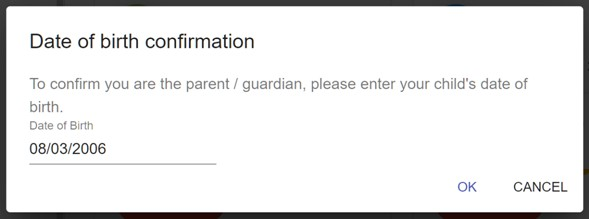 Date of birth confirmation
To confirm you are the parent / guardian, please enter your child's date of
birth.
Date of Birth
08/03/2006
OK CANCEL